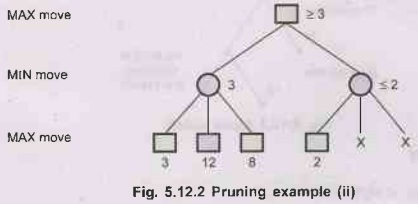 MAX move ≥ 3
MIN move 3 ≤ 2
MAX move X X
3 12 8 2
Fig. 5.12.2 Pruning example (ii)